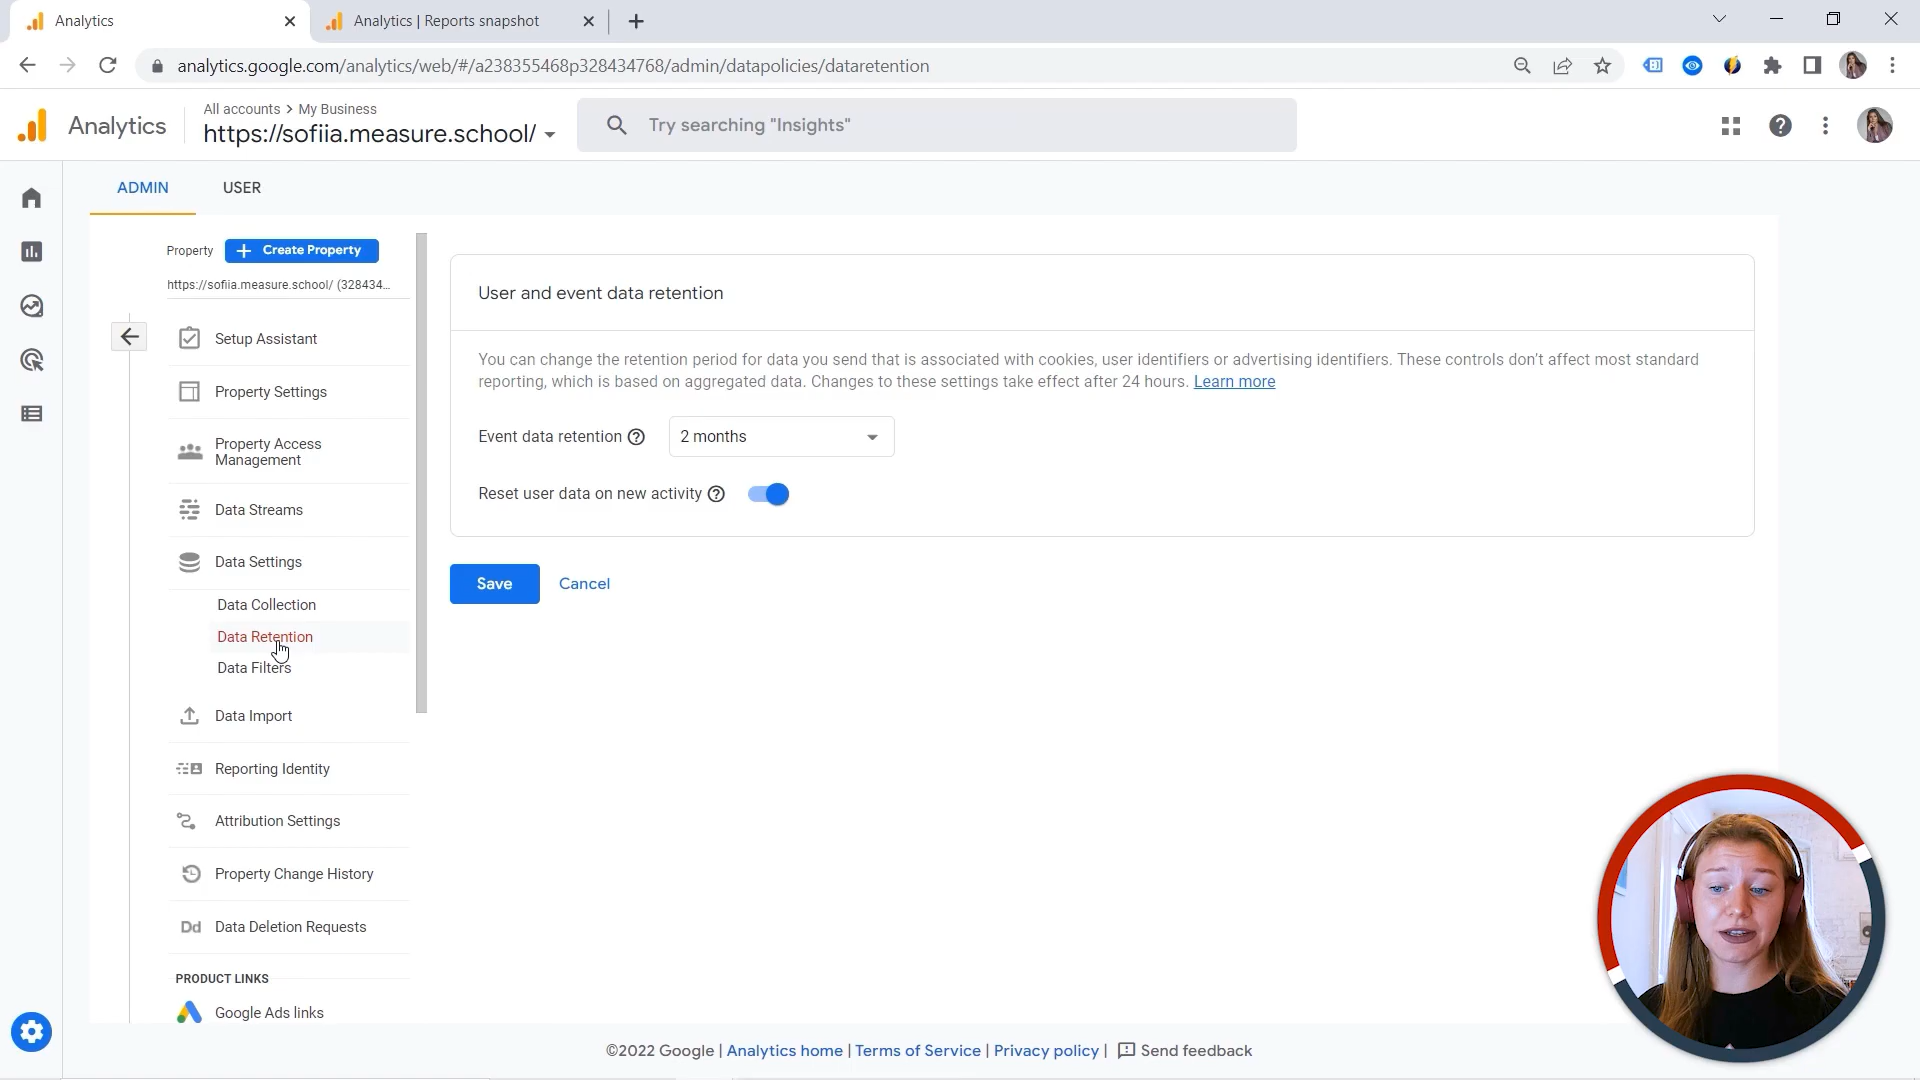 Analytics
Analytics | Reports snapshot
analytics.google.com/analytics/web/#/a238355468p328434768/admin/datapolicies/dataretention
Analytics
All accounts > My Business
https://sofiia.measure.school/
Try searching "Insights"
ADMIN
USER
Property
Create Property
https://sofiia.measure.school/ (328434...
Setup Assistant
Property Settings
Property Access
Management
Data Streams
Data Settings
Data Collection
Data Retention
Data Filters
Data Import
Reporting Identity
Attribution Settings
Property Change History
Dd Data Deletion Requests
PRODUCT LINKS
Google Ads links
User and event data retention
You can change the retention period for data you send that is associated with cookies, user identifiers or advertising identifiers. These controls don't affect most standard
reporting, which is based on aggregated data. Changes to these settings take effect after 24 hours. Learn more
Event data retention
2 months
Reset user data on new activity
Save
Cancel
©2022 Google | Analytics home | Terms of Service | Privacy policy | Send feedback